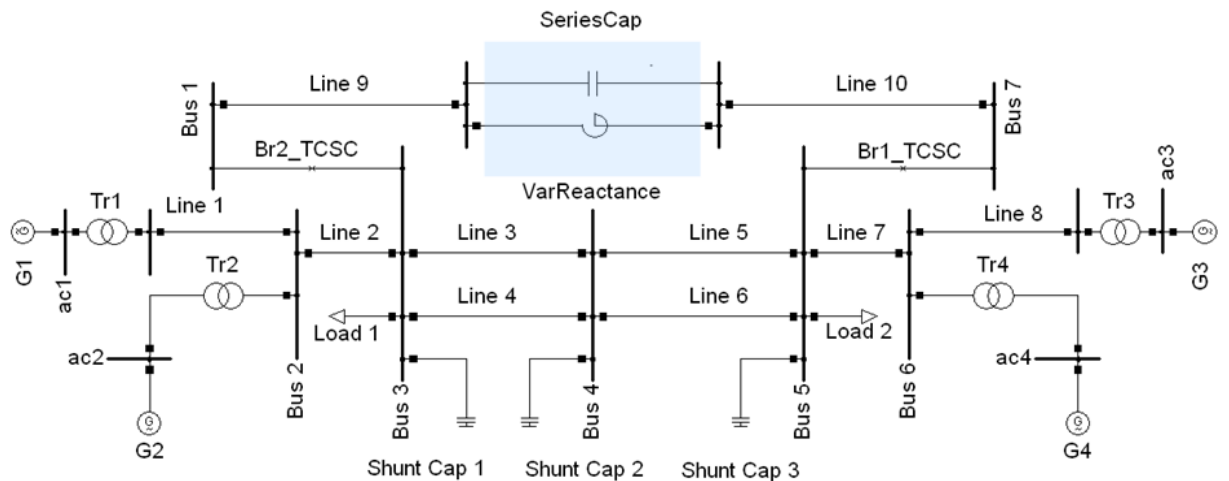 SeriesCap
Line 9
Line 10
Bus 1
Bus 7
Br2_TCSC
Br1_TCSC
VarReactance
ac3
Tr1
Line 1
Line 8
Tr3
Line 2
Line 3
Line 5
Line 7
G1
ac1
Tr2
Tr4
G3
Line 4
Line 6
Load 1
Load 2
ac2
ac4
Bus 2
Bus 3
Bus 4
Bus 5
Bus 6
G2
G4
Shunt Cap 1
Shunt Cap 2
Shunt Cap 3
G
G
G
G